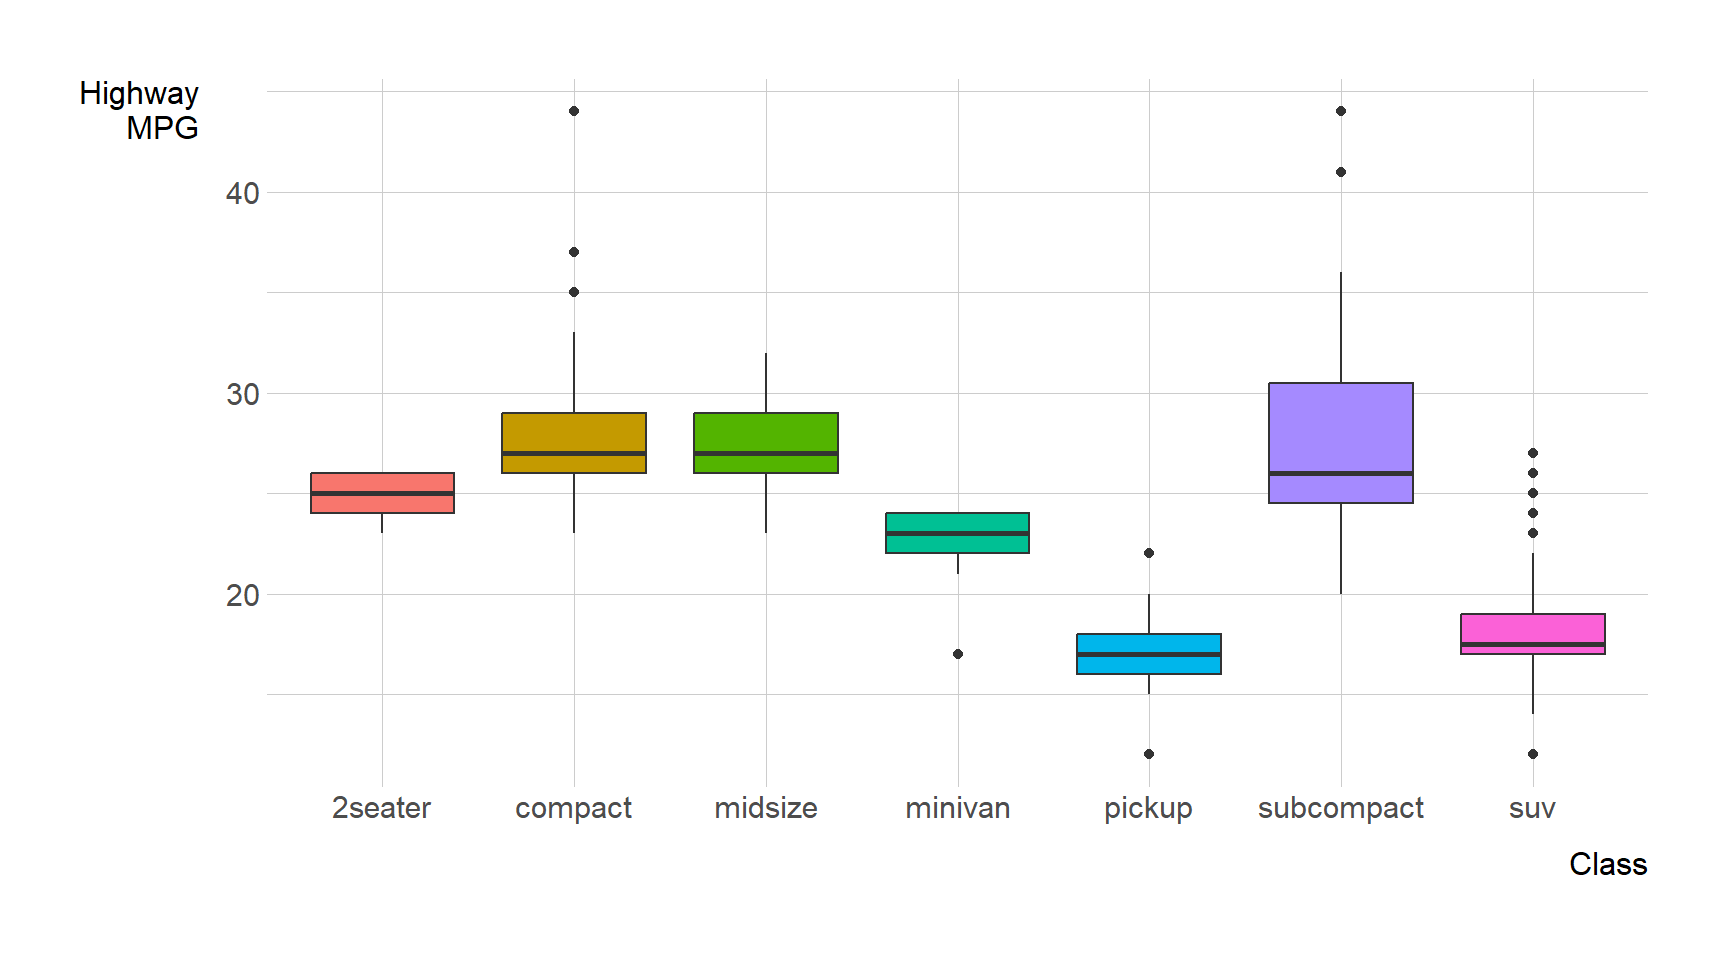 Highway
MPG
40
30
20
2seater compact midsize minivan pickup subcompact suv
Class